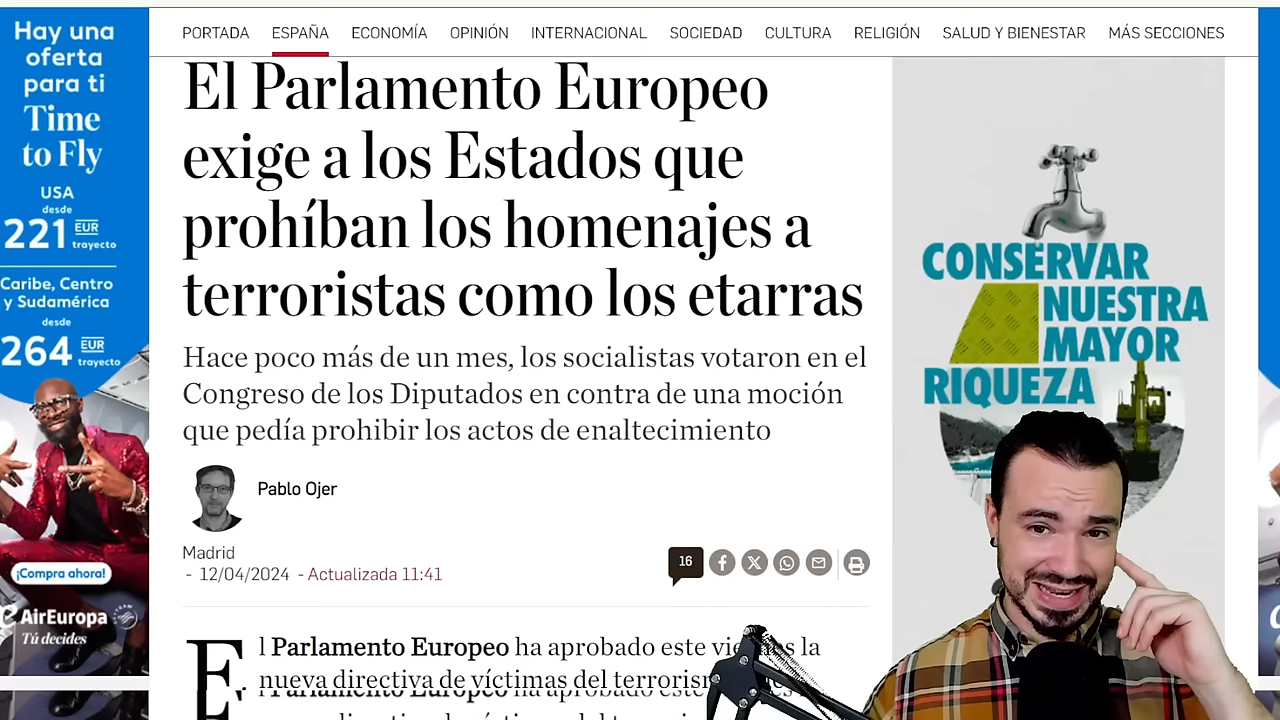 Hay una
oferta
para ti
Time
to Fly
USA
desde
221 EUR
trayecto
Caribe, Centro
y Sudamérica
desde
264 EUR
trayecto
¡Compra ahora!
AirEuropa
Tú decides
PORTADA ESPAÑA ECONOMÍA OPINIÓN INTERNACIONAL SOCIEDAD CULTURA RELIGIÓN SALUD Y BIENESTAR MÁS SECCIONES
El Parlamento Europeo
exige a los Estados que
prohíban los homenajes a
terroristas como los etarras
Hace poco más de un mes, los socialistas votaron en el
Congreso de los Diputados en contra de una moción
que pedía prohibir los actos de enaltecimiento
Pablo Ojer
Madrid
- 12/04/2024 - Actualizada 11:41
16
El Parlamento Europeo ha aprobado este la
nueva directiva de víctimas del
CONSERVAR
NUESTRA
MAYOR
RIQUEZA